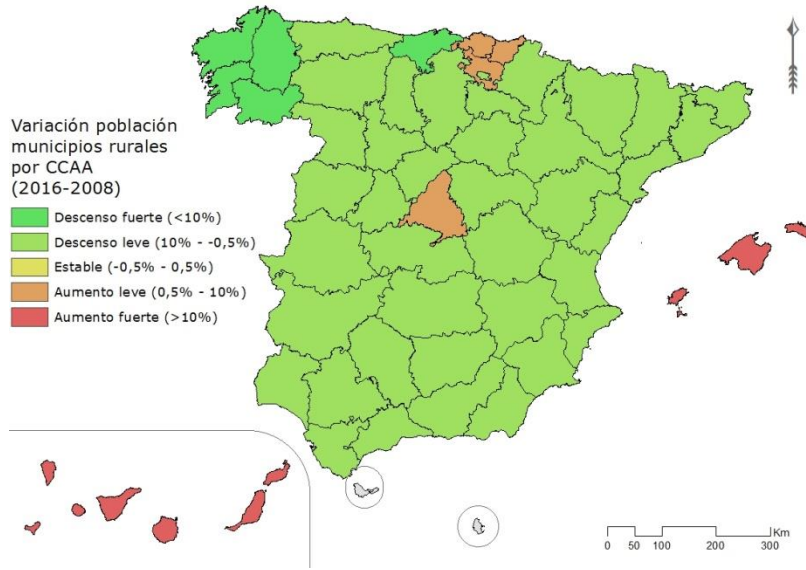 Variación población
municipios rurales
por CCAA
(2016-2008)
Descenso fuerte (<10%)
Descenso leve (10% - -0,5%)
Estable (-0,5% - 0,5%)
Aumento leve (0,5% - 10%)
Aumento fuerte (>10%)
Km
0 50 100 200 300